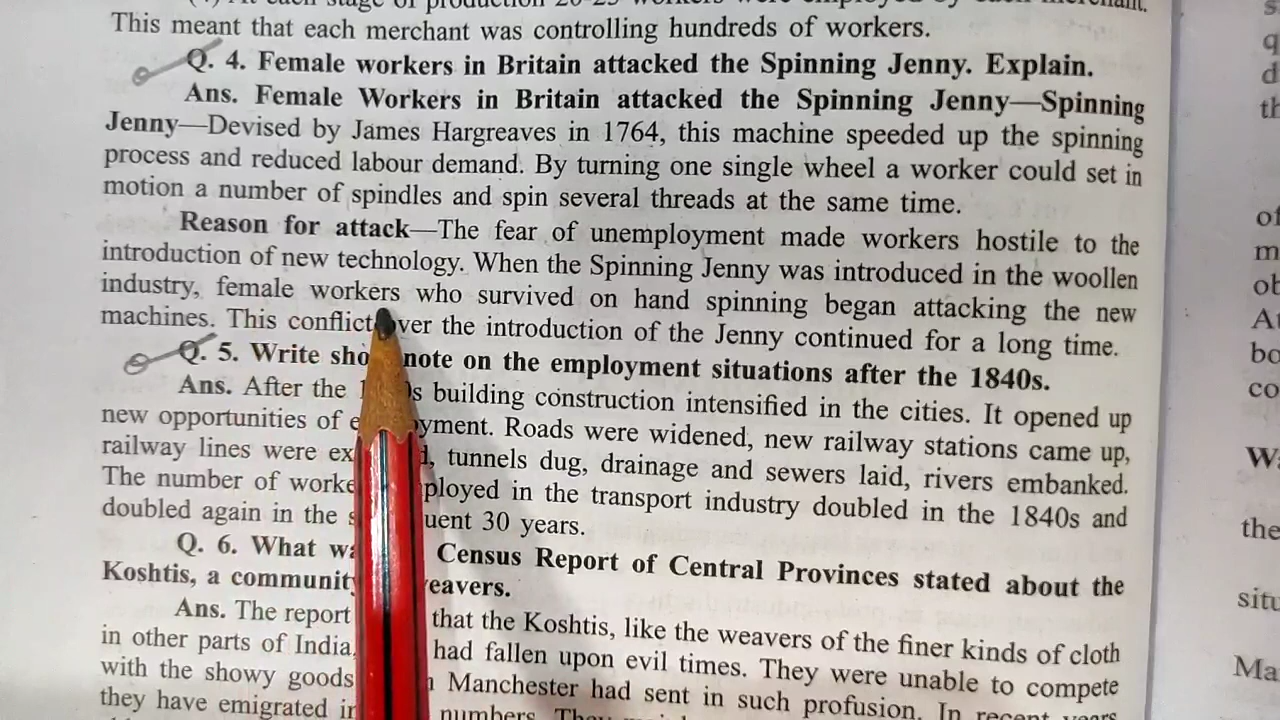 stage of production 20-25 workers were employed by each merchant.
This meant that each merchant was controlling hundreds of workers.
Q. 4. Female workers in Britain attacked the Spinning Jenny. Explain.
Ans. Female Workers in Britain attacked the Spinning Jenny—Spinning
Jenny—Devised by James Hargreaves in 1764, this machine speeded up the spinning
process and reduced labour demand. By turning one single wheel a worker could set in
motion a number of spindles and spin several threads at the same time.
Reason for attack—The fear of unemployment made workers hostile to the
introduction of new technology. When the Spinning Jenny was introduced in the woollen
industry, female workers who survived on hand spinning began attacking the new
machines. This conflict over the introduction of the Jenny continued for a long time.
Q. 5. Write note on the employment situations after the 1840s.
Ans. After the building construction intensified in the cities. It opened up
new opportunities of Roads were widened, new railway stations came up,
railway lines were tunnels dug, drainage and sewers laid, rivers embanked.
The number of in the transport industry doubled in the 1840s and
doubled again in the 30 years.
Q. 6. What Census Report of Central Provinces stated about the
Koshtis, a community
Ans. The report that the Koshtis, like the weavers of the finer kinds of cloth
in other parts of India, had fallen upon evil times. They were unable to compete
with the showy goods Manchester had sent in such profusion. In recent years
they have emigrated numbers. They